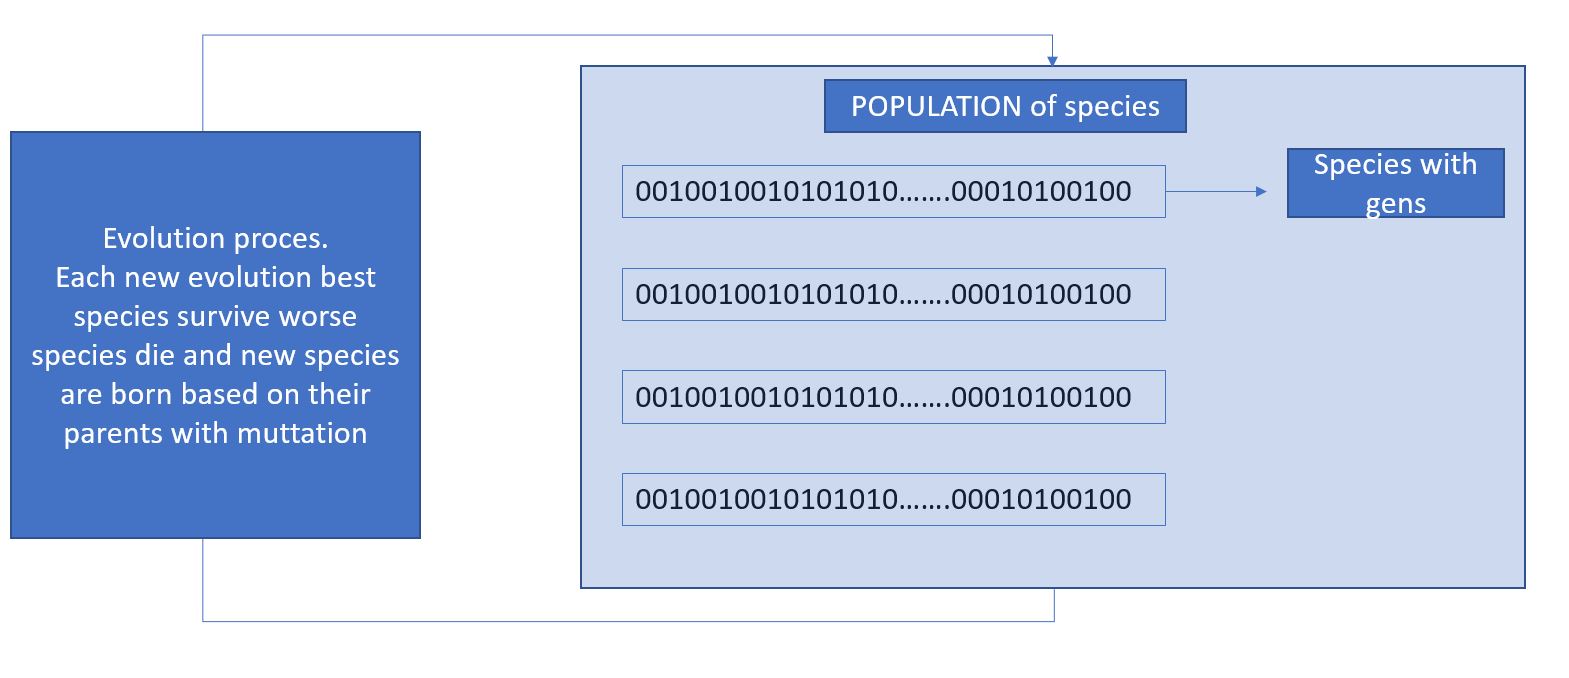 POPULATION of species
Species with
gens
0010010010101010.......00010100100
0010010010101010.......00010100100
0010010010101010.......00010100100
0010010010101010.......00010100100
Evolution proces.
Each new evolution best
species survive worse
species die and new species
are born based on their
parents with muttation